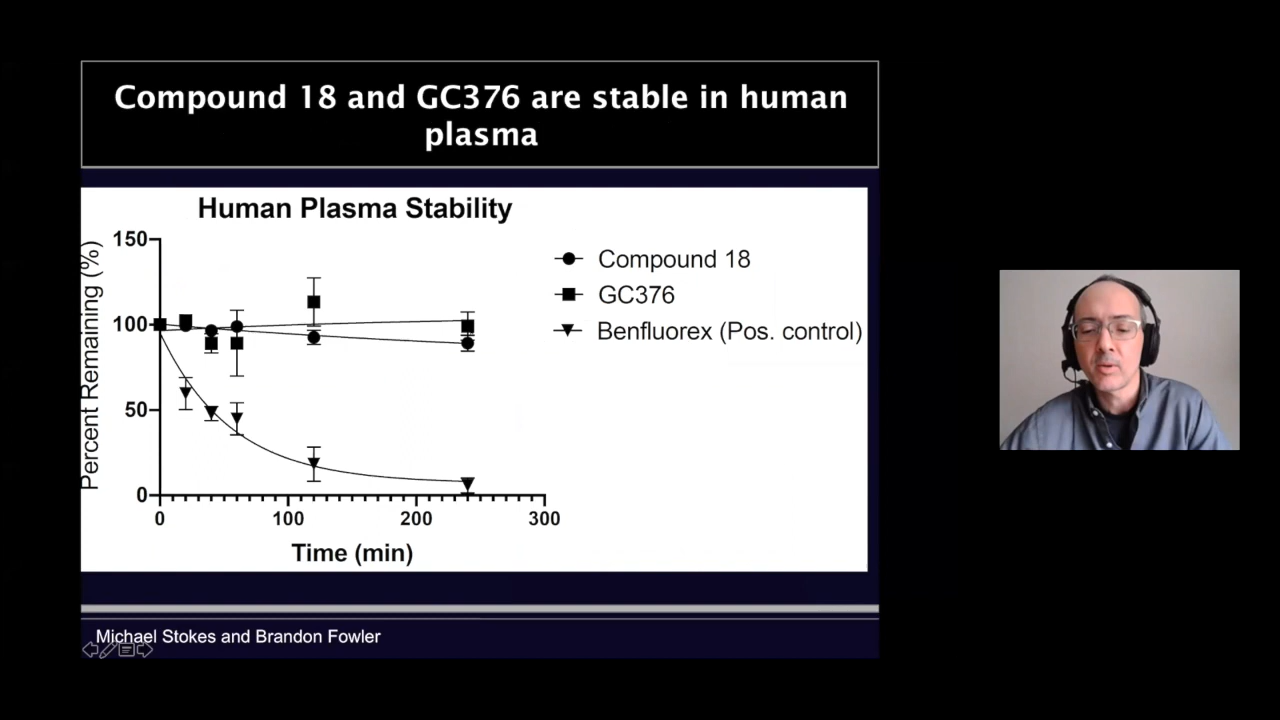 Compound 18 and GC376 are stable in human
plasma
Human Plasma Stability
Percent Remaining (%)
150
100
50
0
0 100 200 300
Time (min)
Compound 18
GC376
Benfluorex (Pos. control)
Michael Stokes and Brandon Fowler